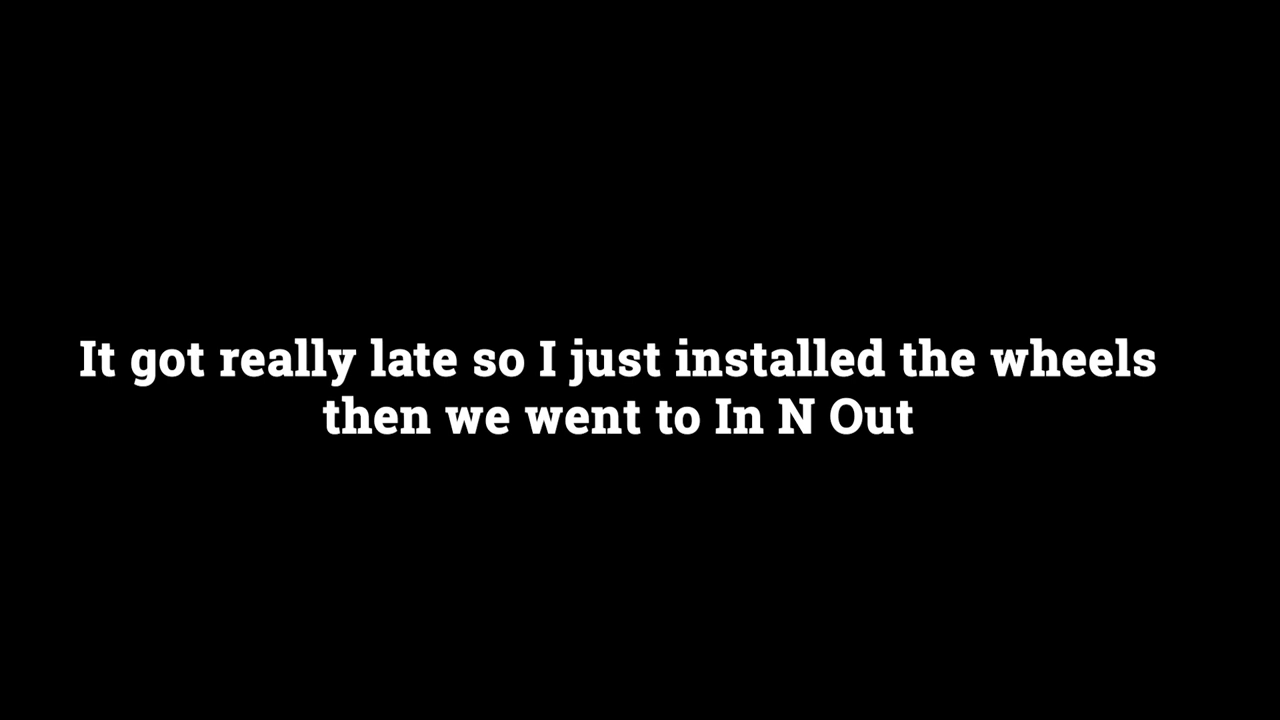 It got really late so I just installed the wheels
then we went to In N Out